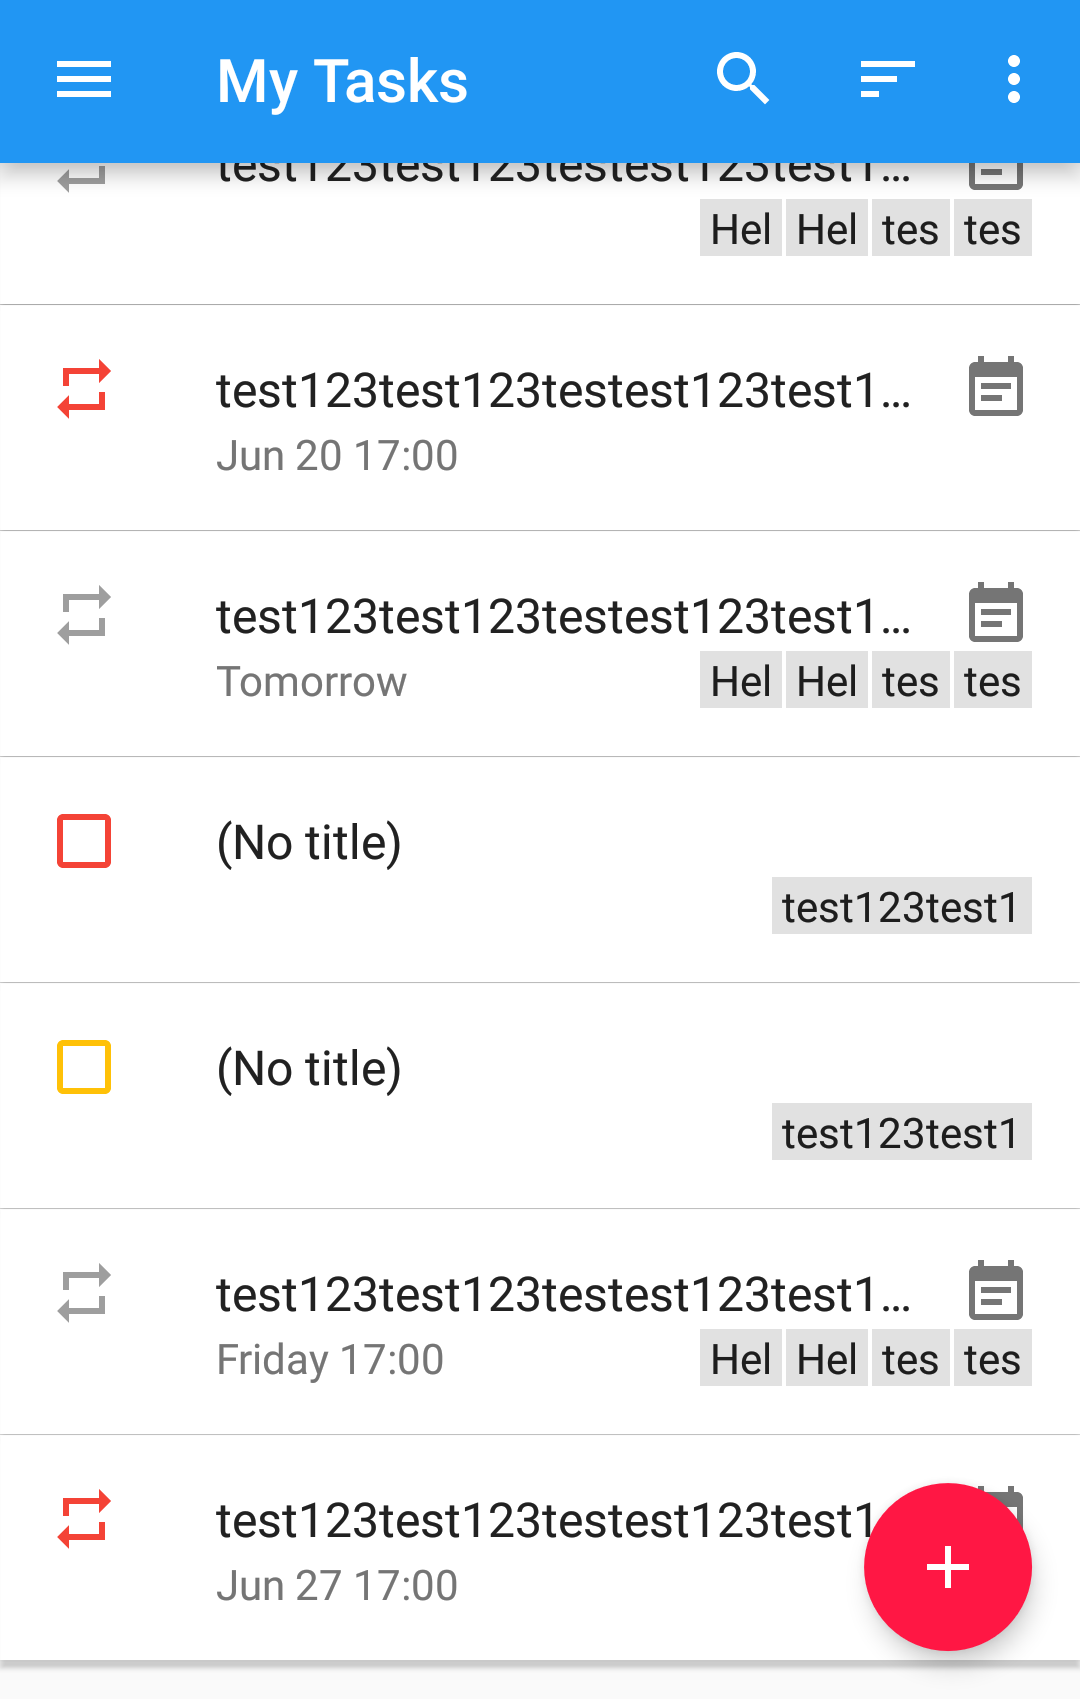 My Tasks
test123test123testest123test1...
Hel Hel tes tes
test123test123testest123test1...
Jun 20 17:00
test123test123testest123test1...
Tomorrow Hel Hel tes tes
(No title)
test123test1
(No title)
test123test1
test123test123testest123test1...
Friday 17:00 Hel Hel tes tes
test123test123testest123test1
Jun 27 17:00